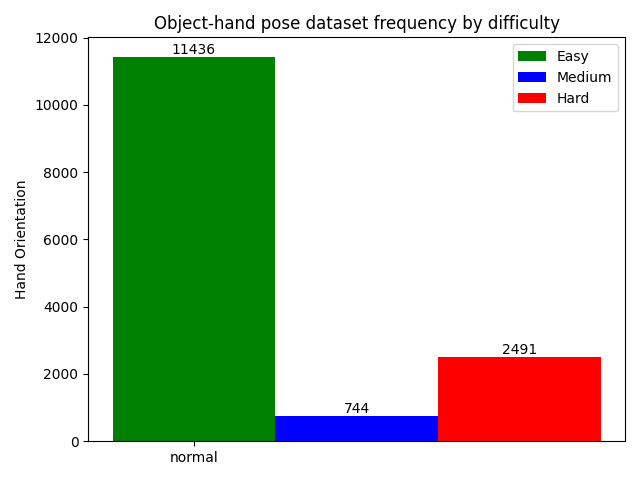 Object-hand pose dataset frequency by difficulty
12000
10000
8000
6000
4000
2000
0
Hand Orientation
11436
744
2491
Easy
Medium
Hard
normal